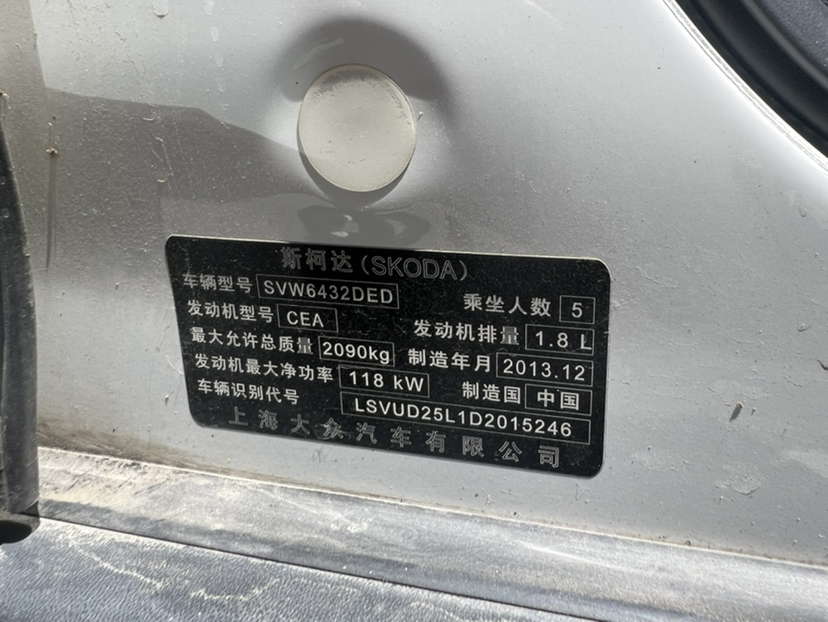 斯柯达(SKODA)
车辆型号 SVW6432DED 乘坐人数 5
发动机型号 CEA 发动机排量 1.8 L
最大允许总质量 2090kg 制造年月 2013.12
发动机最大净功率 118 kW 制造国 中国
车辆识别代号 LSVUD25L1D2015246
上海大众汽车有限公司